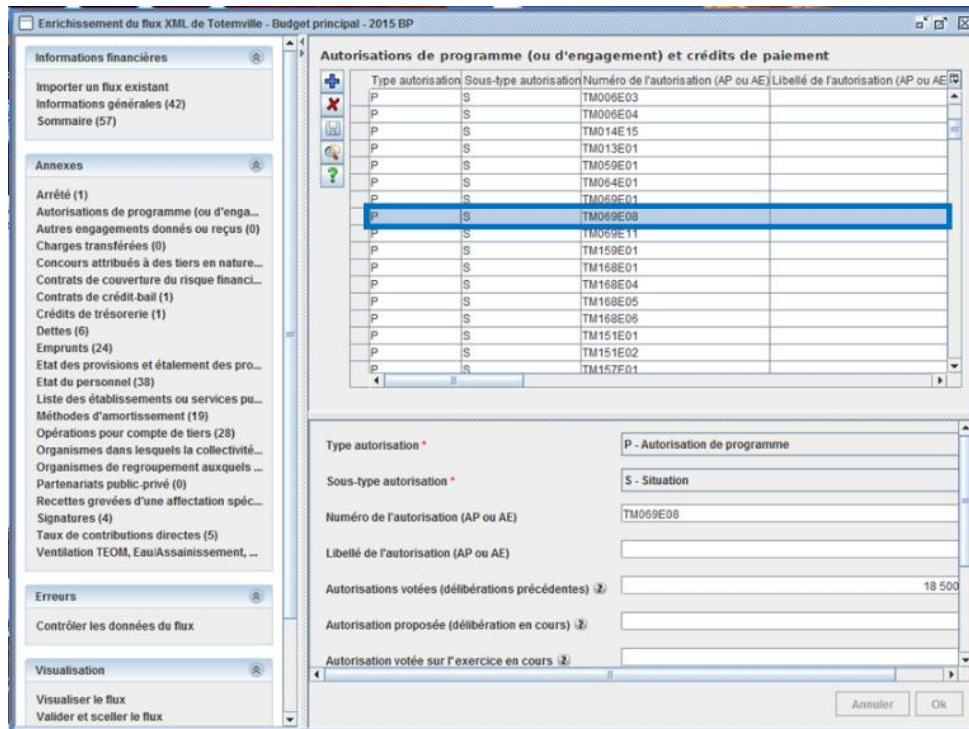 Enrichissement du flux XML de Totemville - Budget principal - 2015 BP
Informations financières
Importer un flux existant
Informations générales (42)
Sommaire (57)
Annexes
Arrêté (1)
Autorisations de programme (ou d'enga...
Autres engagements donnés ou reçus (0)
Charges transférées (0)
Concours attribués à des tiers en nature...
Contrats de couverture du risque financi...
Contrats de crédit-bail (1)
Crédits de trésorerie (1)
Dettes (6)
Emprunts (24)
Etat des provisions et étalement des pro...
Etat du personnel (38)
Liste des établissements ou services pu...
Méthodes d'amortissement (19)
Opérations pour compte de tiers (28)
Organismes dans lesquels la collectivité...
Organismes de regroupement auxquels ...
Partenariats public-privé (0)
Recettes grevées d'une affectation spéc...
Signatures (4)
Taux de contributions directes (5)
Ventilation TEOM, Eau/Assainissement, ...
Erreurs
Contrôler les données du flux
Visualisation
Visualiser le flux
Valider et sceller le flux
Autorisations de programme (ou d'engagement) et crédits de paiement
Type autorisation Sous-type autorisation Numéro de l'autorisation (AP ou AE) Libellé de l'autorisation (AP ou AE
P S TM006E03
P S TM006E04
P S TM014E15
P S TM013E01
P S TM059E01
P S TM064E01
P S TM069E01
P S TM069E08
P S TM069E11
P S TM159E01
P S TM168E01
P S TM168E04
P S TM168E05
P S TM168E06
P S TM151E01
P S TM151E02
P S TM157E01
Type autorisation * P - Autorisation de programme
Sous-type autorisation * S - Situation
Numéro de l'autorisation (AP ou AE) TM069E08
Libellé de l'autorisation (AP ou AE)
Autorisations votées (délibérations précédentes) ? 18 500
Autorisation proposée (délibération en cours) ?
Autorisation votée sur l'exercice en cours ?
Annuler Ok